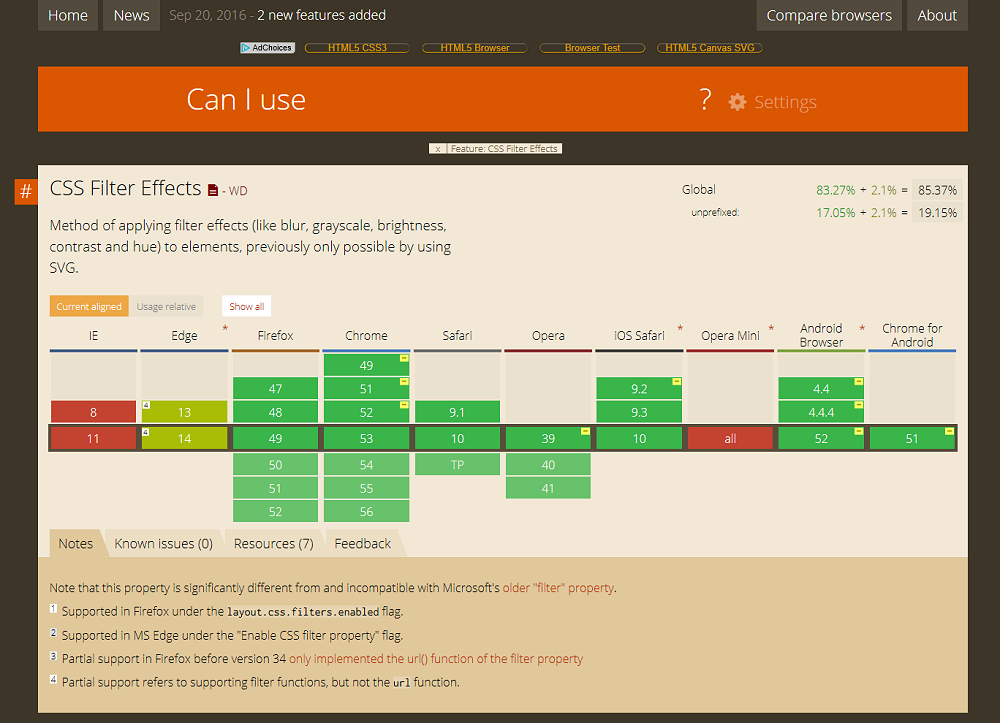 Home News Sep 20, 2016 - 2 new features added Compare browsers About
AdChoices HTML5 CSS3 HTML5 Browser Browser Test HTML5 Canvas SVG
Can I use ? Settings
x Feature: CSS Filter Effects
# CSS Filter Effects - WD
Global 83.27% + 2.1% = 85.37%
unprefixed: 17.05% + 2.1% = 19.15%
Method of applying filter effects (like blur, grayscale, brightness,
contrast and hue) to elements, previously only possible by using
SVG.
Current aligned Usage relative Show all
IE Edge * Firefox Chrome Safari Opera iOS Safari * Opera Mini * Android Browser * Chrome for Android
49 -
47 51 - 9.2 - 4.4 -
8 4 13 48 52 - 9.1 9.3 4.4.4 -
11 4 14 49 53 10 39 - 10 all 52 - 51 -
50 54 TP 40
51 55 41
52 56
Notes Known issues (0) Resources (7) Feedback
Note that this property is significantly different from and incompatible with Microsoft's older "filter" property.
1 Supported in Firefox under the layout.css.filters.enabled flag.
2 Supported in MS Edge under the "Enable CSS filter property" flag.
3 Partial support in Firefox before version 34 only implemented the url() function of the filter property
4 Partial support refers to supporting filter functions, but not the url function.